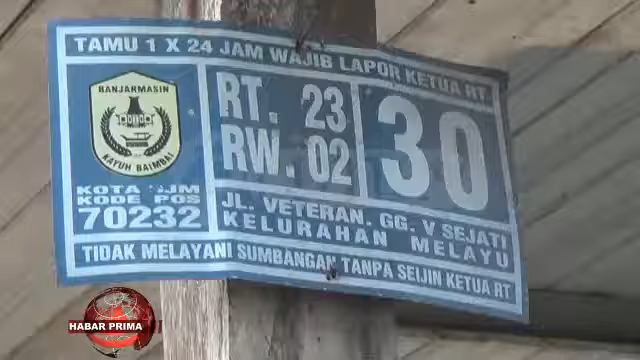 TAMU 1 X 24 JAM WAJIB LAPOR KETUA RT.
BANJARMASIN
KAYUH BAIMBAI
KOTA BJM
KODE POS
70232
RT. 23
RW. 02
30
JL. VETERAN. GG. V SEJATI
KELURAHAN MELAYU
TIDAK MELAYANI SUMBANGAN TANPA SEIJIN KETUA RT
HABAR PRIMA